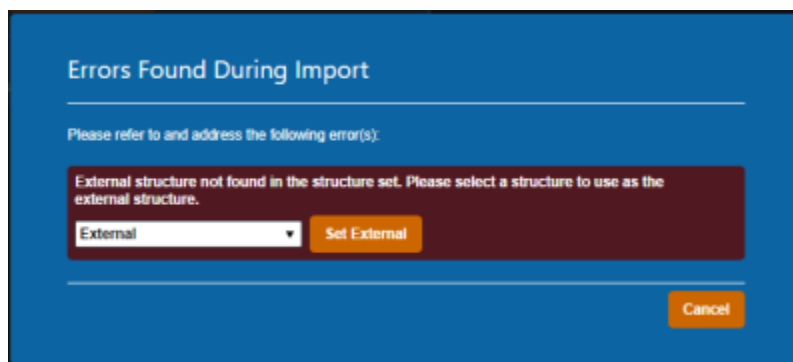 Errors Found During Import
Please refer to and address the following error(s):
External structure not found in the structure set. Please select a structure to use as the
external structure.
External
Set External
Cancel